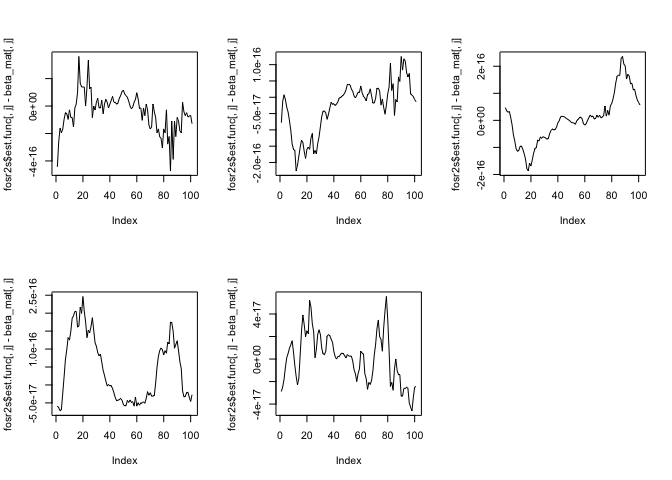 fosr2s$est.func[, j] - beta_mat[, j]
-4e-16
0e+00
0
20
40
60
80
100
Index
fosr2s$est.func[, j] - beta_mat[, j]
-2.0e-16
-5.0e-17
1.0e-16
0
20
40
60
80
100
Index
fosr2s$est.func[, j] - beta_mat[, j]
-2e-16
0e+00
2e-16
0
20
40
60
80
100
Index
fosr2s$est.func[, j] - beta_mat[, j]
-5.0e-17
1.0e-16
2.5e-16
0
20
40
60
80
100
Index
fosr2s$est.func[, j] - beta_mat[, j]
-4e-17
0e+00
4e-17
0
20
40
60
80
100
Index